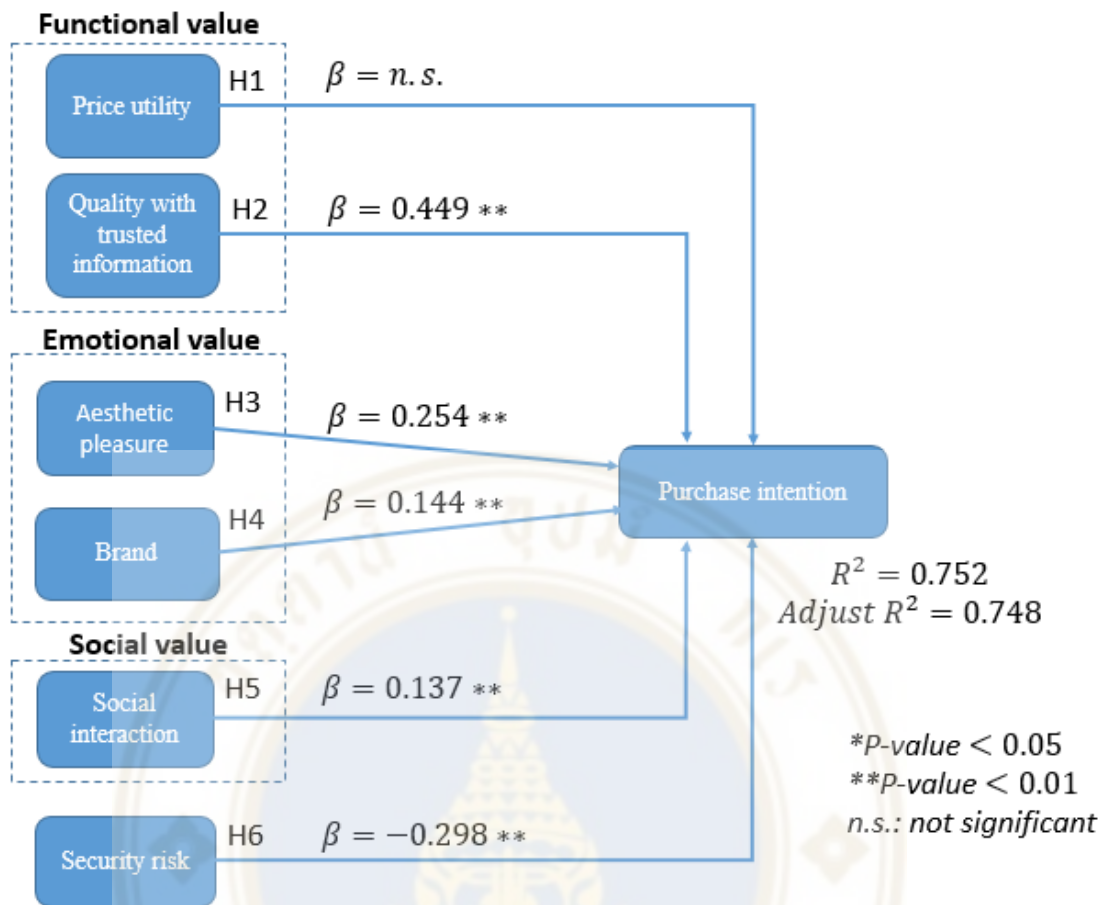 Functional value
Price utility
H1
β = n.s.
Quality with
trusted
information
H2
β = 0.449 **
Emotional value
Aesthetic
pleasure
H3
β = 0.254 **
Brand
H4
β = 0.144 **
Purchase intention
R² = 0.752
Adjust R² = 0.748
Social value
Social
interaction
H5
β = 0.137 **
Security risk
H6
β = −0.298 **
*P-value < 0.05
**P-value < 0.01
n.s.: not significant